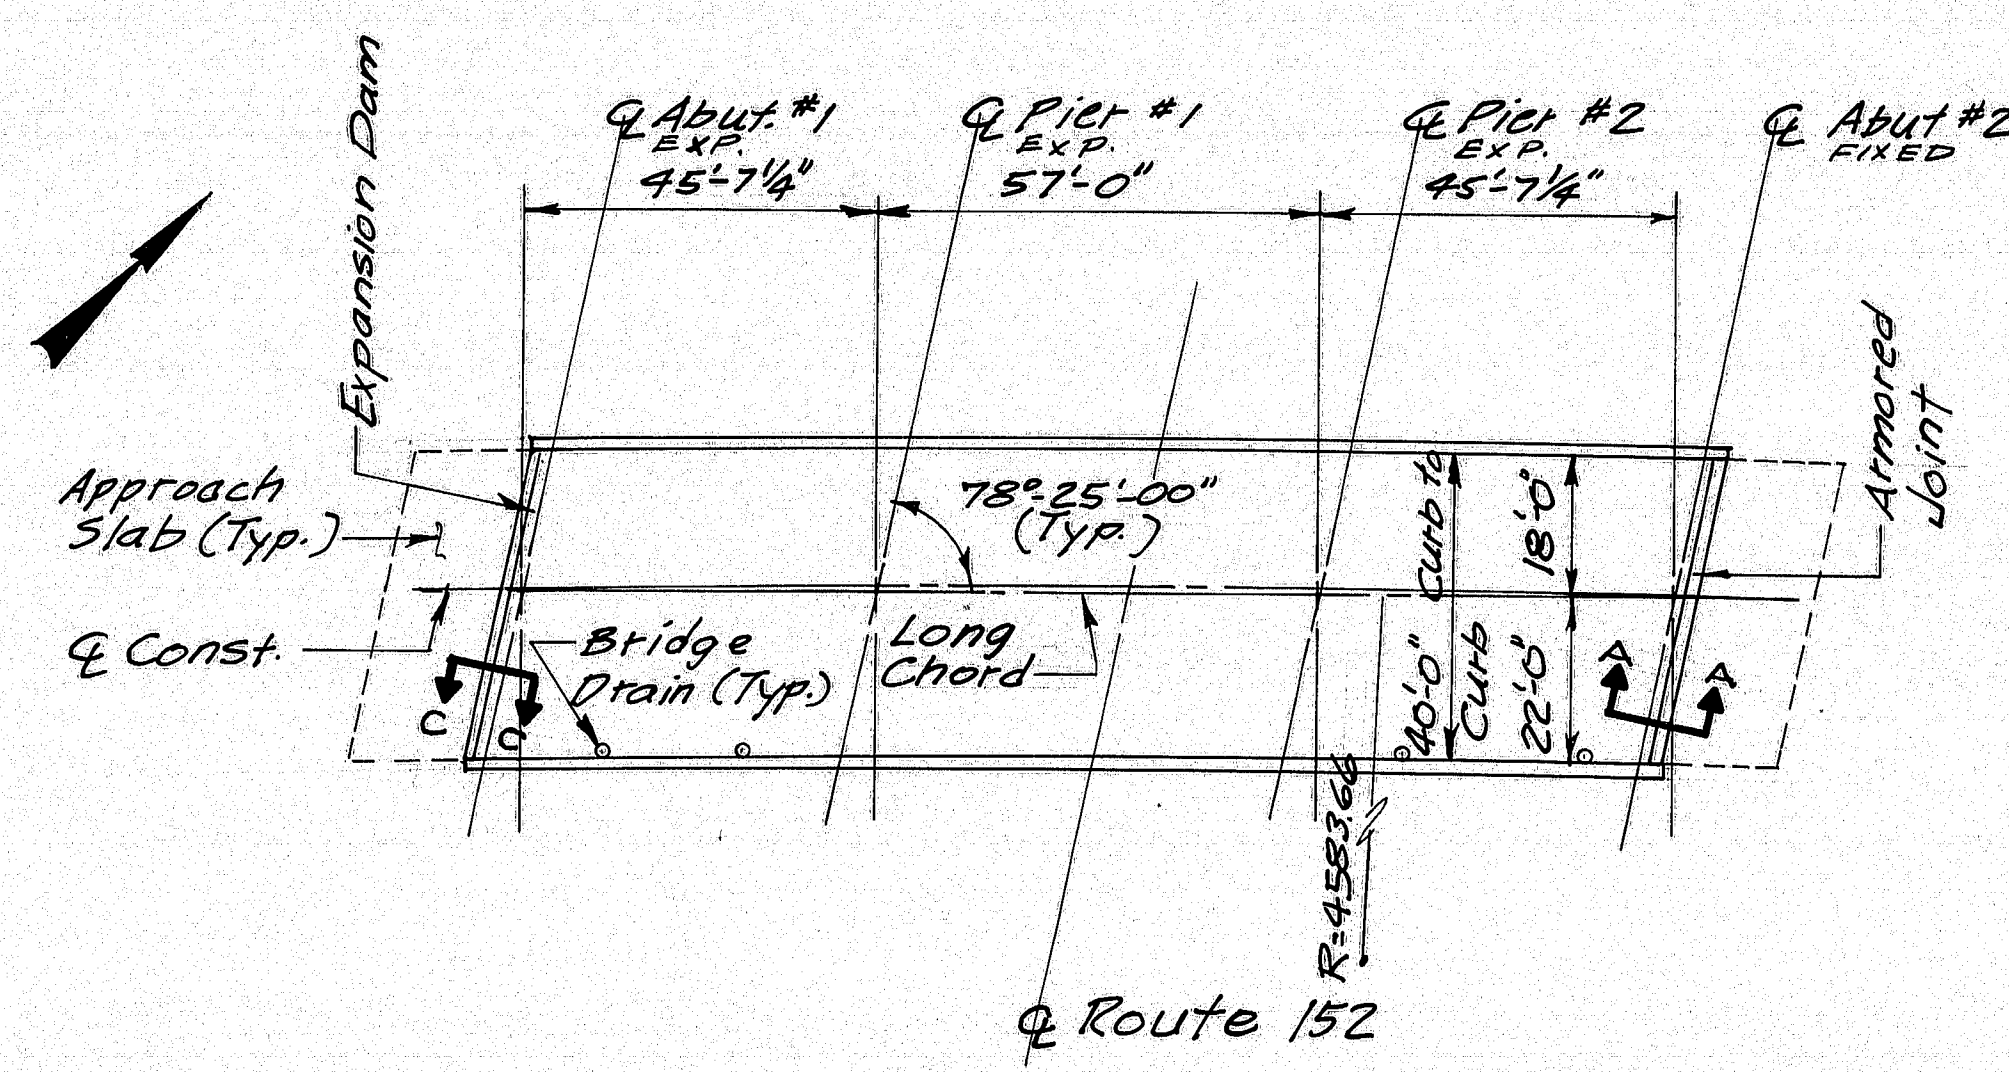 Expansion Dam
℄ Abut. #1
EXP.
45'-7¼"
℄ Pier #1
EXP.
57'-0"
℄ Pier #2
EXP.
45'-7¼"
℄ Abut #2
FIXED
Armored
Joint
Approach
Slab (Typ.)
78°-25'-00"
(Typ.)
40'-0" Curb to
Curb
18'-0"
22'-0"
℄ Const.
Bridge
Drain (Typ.)
Long
Chord
C
C
A
A
R=4583.66
℄ Route 152